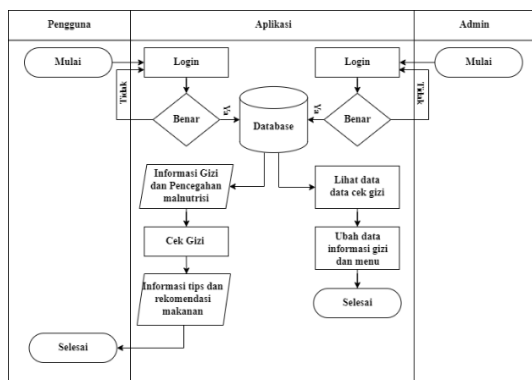 Pengguna
Aplikasi
Admin
Mulai
Login
Login
Mulai
Tidak
Benar
Ya
Database
Ya
Benar
Tidak
Informasi Gizi
dan Pencegahan
malnutrisi
Lihat data
data cek gizi
Cek Gizi
Ubah data
informasi gizi
dan menu
Informasi tips dan
rekomendasi
makanan
Selesai
Selesai